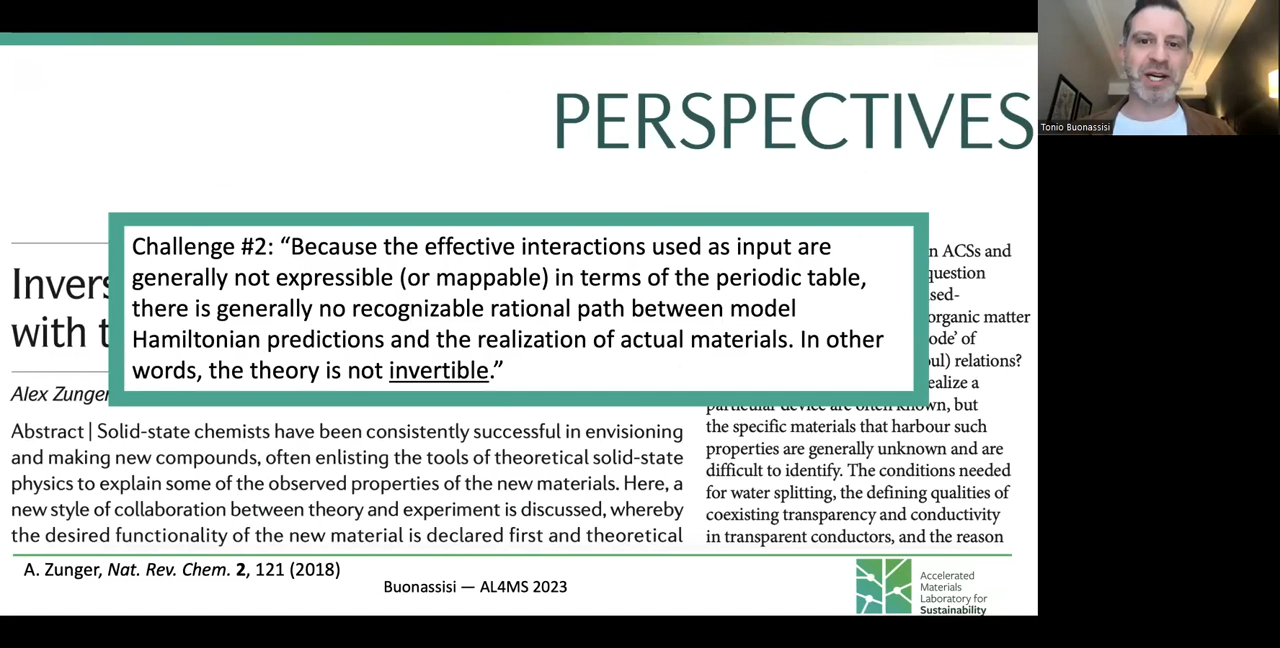 PERSPECTIVES
Tonio Buonassisi
Challenge #2: “Because the effective interactions used as input are
generally not expressible (or mappable) in terms of the periodic table,
there is generally no recognizable rational path between model
Hamiltonian predictions and the realization of actual materials. In other
words, the theory is not invertible.”
Invers
with t
Alex Zunger
Abstract | Solid-state chemists have been consistently successful in envisioning
and making new compounds, often enlisting the tools of theoretical solid-state
physics to explain some of the observed properties of the new materials. Here, a
new style of collaboration between theory and experiment is discussed, whereby
the desired functionality of the new material is declared first and theoretical
n ACSs and
question
sed-
organic matter
ode’ of
oul) relations?
ealize a
particular device are often known, but
the specific materials that harbour such
properties are generally unknown and are
difficult to identify. The conditions needed
for water splitting, the defining qualities of
coexisting transparency and conductivity
in transparent conductors, and the reason
A. Zunger, Nat. Rev. Chem. 2, 121 (2018)
Buonassisi — AL4MS 2023
Accelerated
Materials
Laboratory for
Sustainability